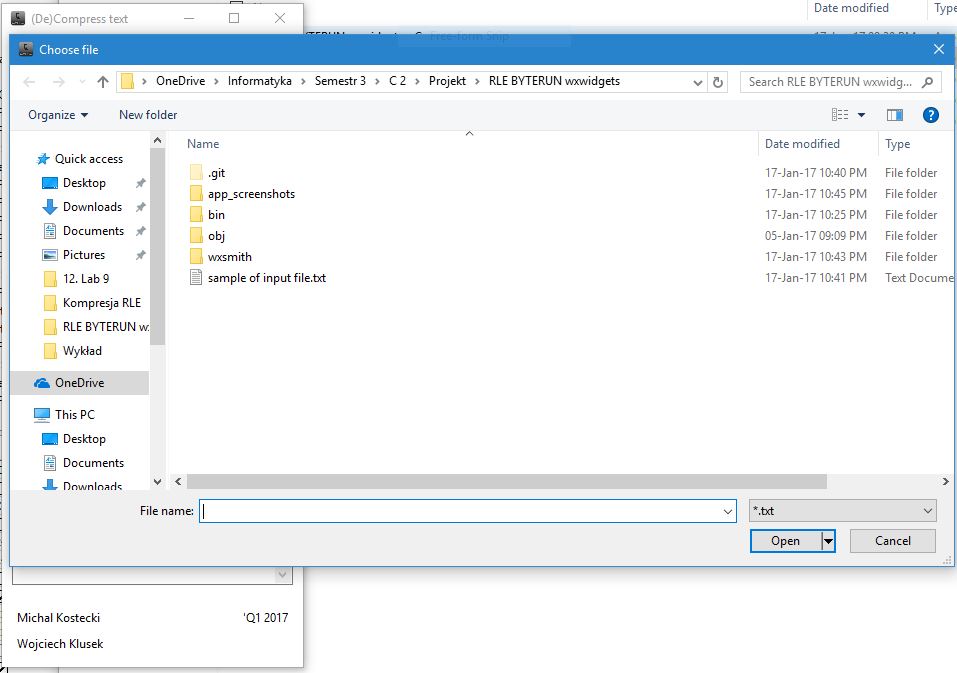 (De)Compress text
Date modified Type
Free-form Snip
Choose file
OneDrive Informatyka Semestr 3 C 2 Projekt RLE BYTERUN wxwidgets
Search RLE BYTERUN wxwidg...
Organize New folder
Name Date modified Type
Quick access
Desktop
Downloads
Documents
Pictures
12. Lab 9
Kompresja RLE
RLE BYTERUN wx
Wykład
OneDrive
This PC
Desktop
Documents
Downloads
.git 17-Jan-17 10:40 PM File folder
app_screenshots 17-Jan-17 10:45 PM File folder
bin 17-Jan-17 10:25 PM File folder
obj 05-Jan-17 09:09 PM File folder
wxsmith 17-Jan-17 10:43 PM File folder
sample of input file.txt 17-Jan-17 10:41 PM Text Docume
File name: *.txt
Open Cancel
Michal Kostecki 'Q1 2017
Wojciech Klusek